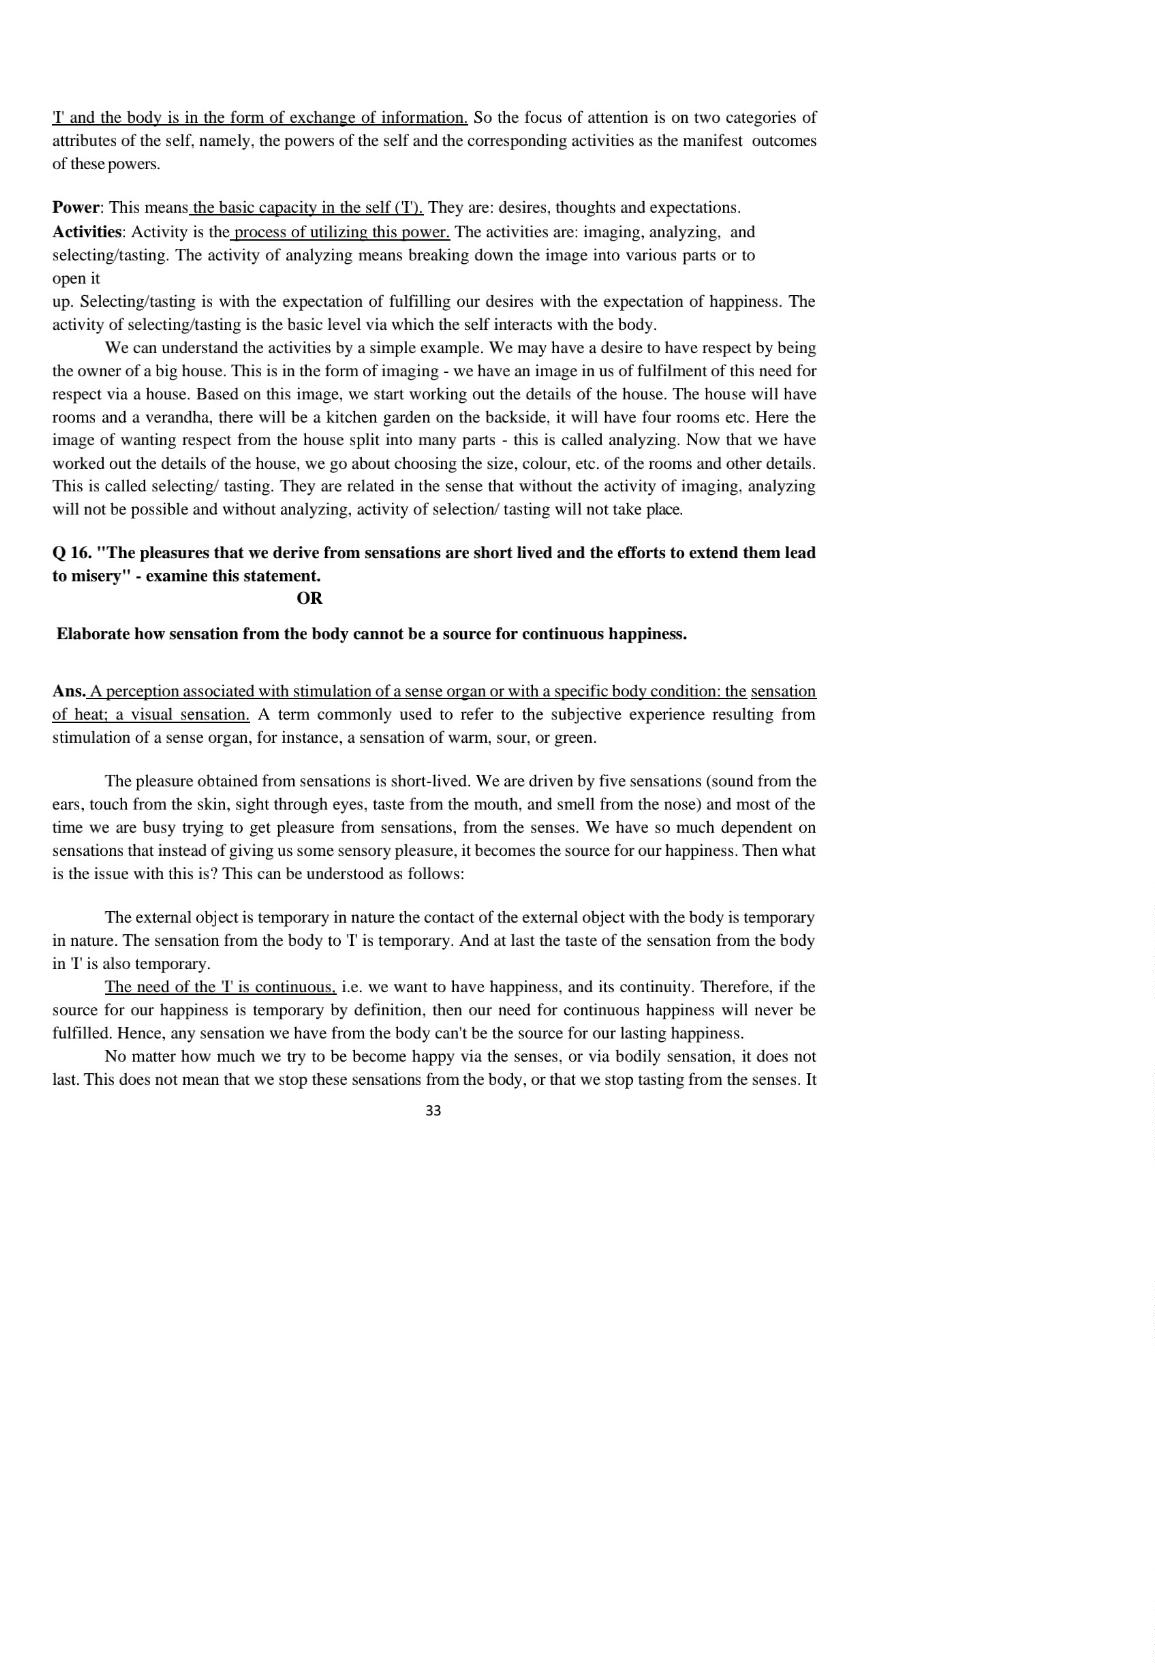 'I' and the body is in the form of exchange of information. So the focus of attention is on two categories of
attributes of the self, namely, the powers of the self and the corresponding activities as the manifest outcomes
of these powers.
Power: This means the basic capacity in the self ('I'). They are: desires, thoughts and expectations.
Activities: Activity is the process of utilizing this power. The activities are: imaging, analyzing, and
selecting/tasting. The activity of analyzing means breaking down the image into various parts or to
open it
up. Selecting/tasting is with the expectation of fulfilling our desires with the expectation of happiness. The
activity of selecting/tasting is the basic level via which the self interacts with the body.
We can understand the activities by a simple example. We may have a desire to have respect by being
the owner of a big house. This is in the form of imaging - we have an image in us of fulfilment of this need for
respect via a house. Based on this image, we start working out the details of the house. The house will have
rooms and a verandha, there will be a kitchen garden on the backside, it will have four rooms etc. Here the
image of wanting respect from the house split into many parts - this is called analyzing. Now that we have
worked out the details of the house, we go about choosing the size, colour, etc. of the rooms and other details.
This is called selecting/ tasting. They are related in the sense that without the activity of imaging, analyzing
will not be possible and without analyzing, activity of selection/ tasting will not take place.
Q 16. "The pleasures that we derive from sensations are short lived and the efforts to extend them lead
to misery" - examine this statement.
OR
Elaborate how sensation from the body cannot be a source for continuous happiness.
Ans. A perception associated with stimulation of a sense organ or with a specific body condition: the sensation
of heat; a visual sensation. A term commonly used to refer to the subjective experience resulting from
stimulation of a sense organ, for instance, a sensation of warm, sour, or green.
The pleasure obtained from sensations is short-lived. We are driven by five sensations (sound from the
ears, touch from the skin, sight through eyes, taste from the mouth, and smell from the nose) and most of the
time we are busy trying to get pleasure from sensations, from the senses. We have so much dependent on
sensations that instead of giving us some sensory pleasure, it becomes the source for our happiness. Then what
is the issue with this is? This can be understood as follows:
The external object is temporary in nature the contact of the external object with the body is temporary
in nature. The sensation from the body to 'I' is temporary. And at last the taste of the sensation from the body
in 'I' is also temporary.
The need of the 'I' is continuous, i.e. we want to have happiness, and its continuity. Therefore, if the
source for our happiness is temporary by definition, then our need for continuous happiness will never be
fulfilled. Hence, any sensation we have from the body can't be the source for our lasting happiness.
No matter how much we try to be become happy via the senses, or via bodily sensation, it does not
last. This does not mean that we stop these sensations from the body, or that we stop tasting from the senses. It
33